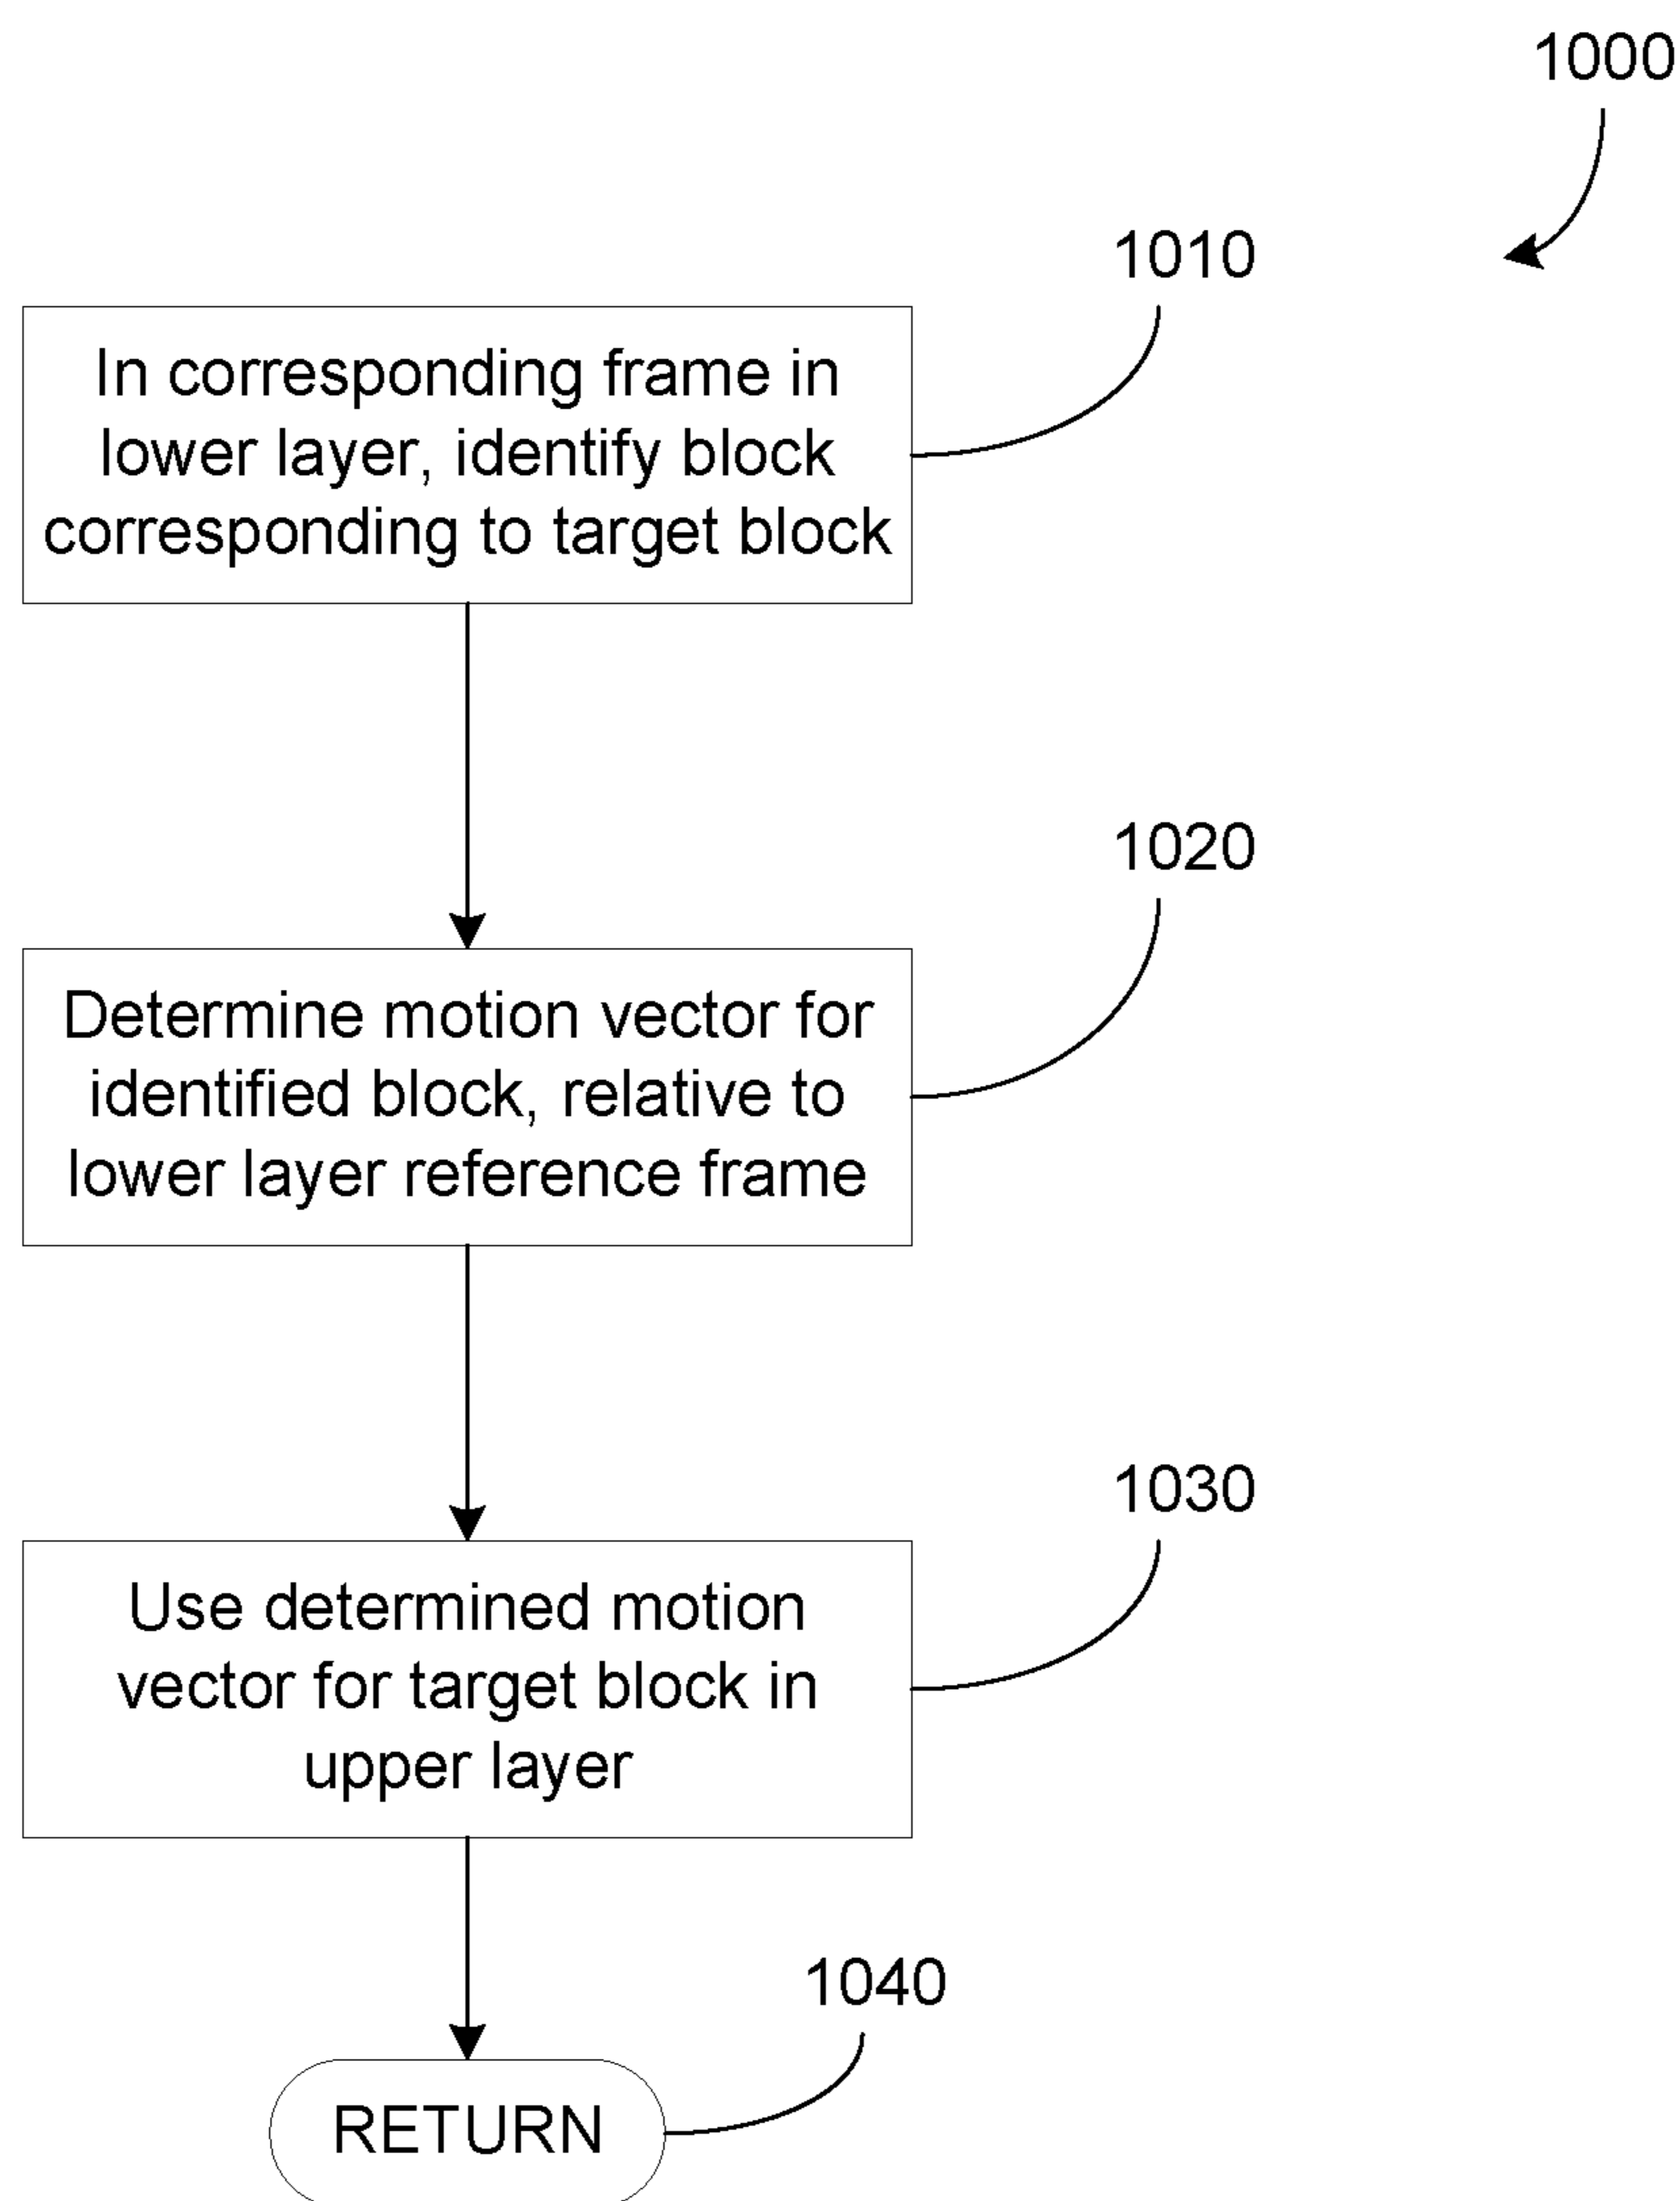 1000
1010
In corresponding frame in
lower layer, identify block
corresponding to target block
1020
Determine motion vector for
identified block, relative to
lower layer reference frame
1030
Use determined motion
vector for target block in
upper layer
1040
RETURN